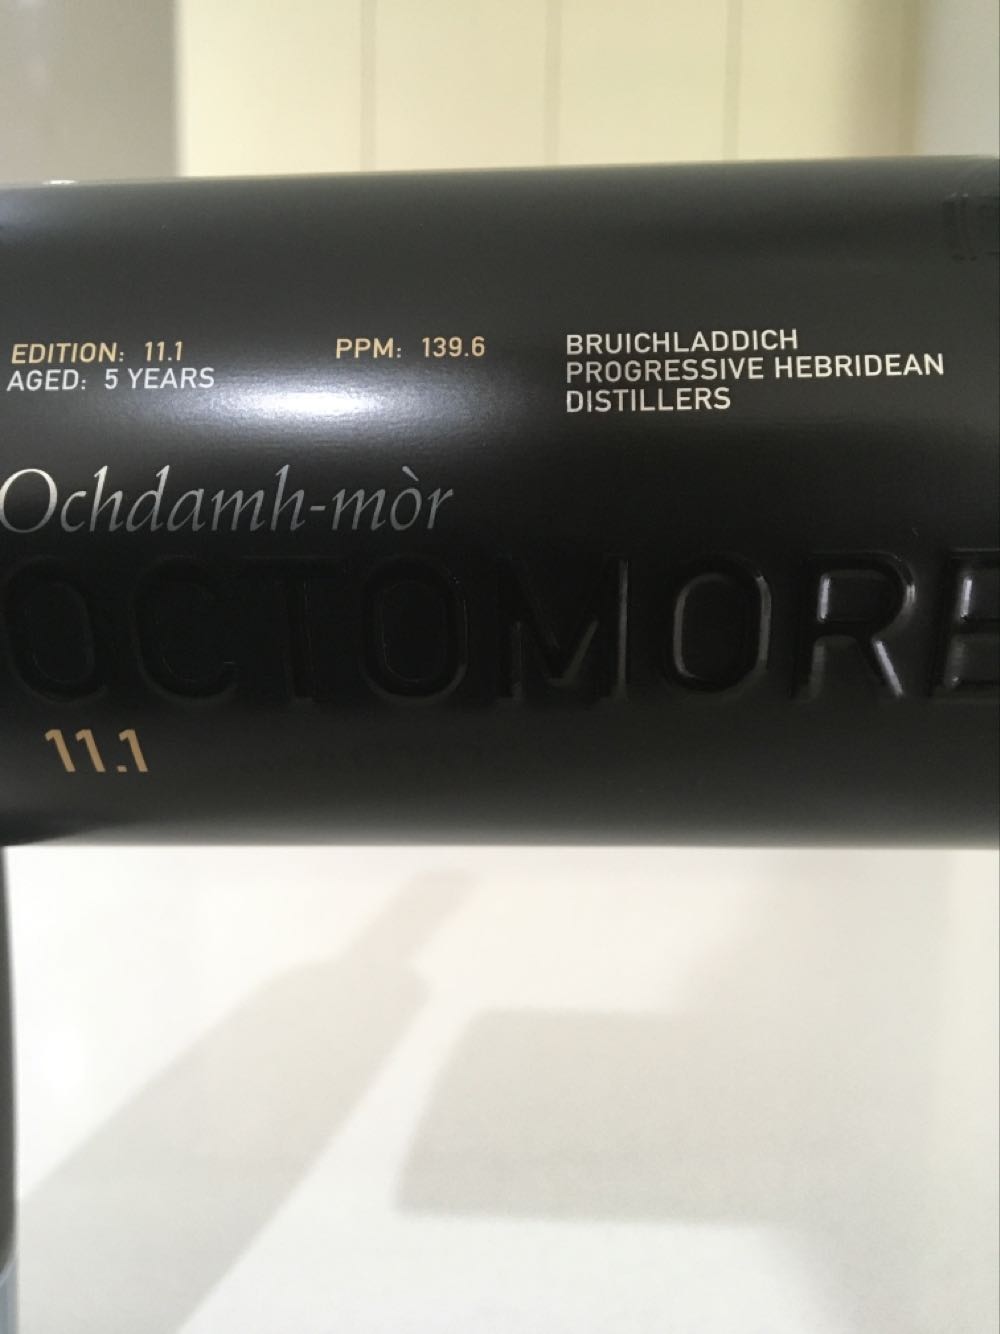 EDITION: 11.1
AGED: 5 YEARS
PPM: 139.6
BRUICHLADDICH
PROGRESSIVE HEBRIDEAN
DISTILLERS
Ochdamh-mòr
OCTOMORE
11.1